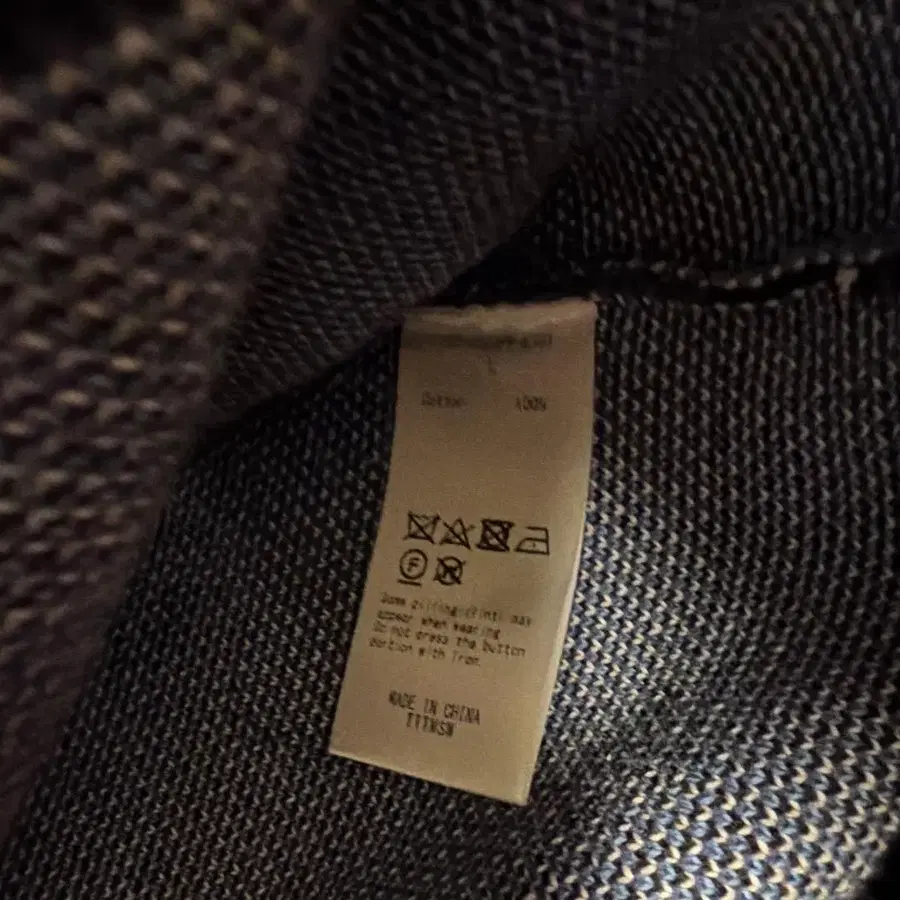 L
Cotton 100%
F
Some pilling(lint) may
appear when wearing
Do not press the button
portion with iron.
MADE IN CHINA